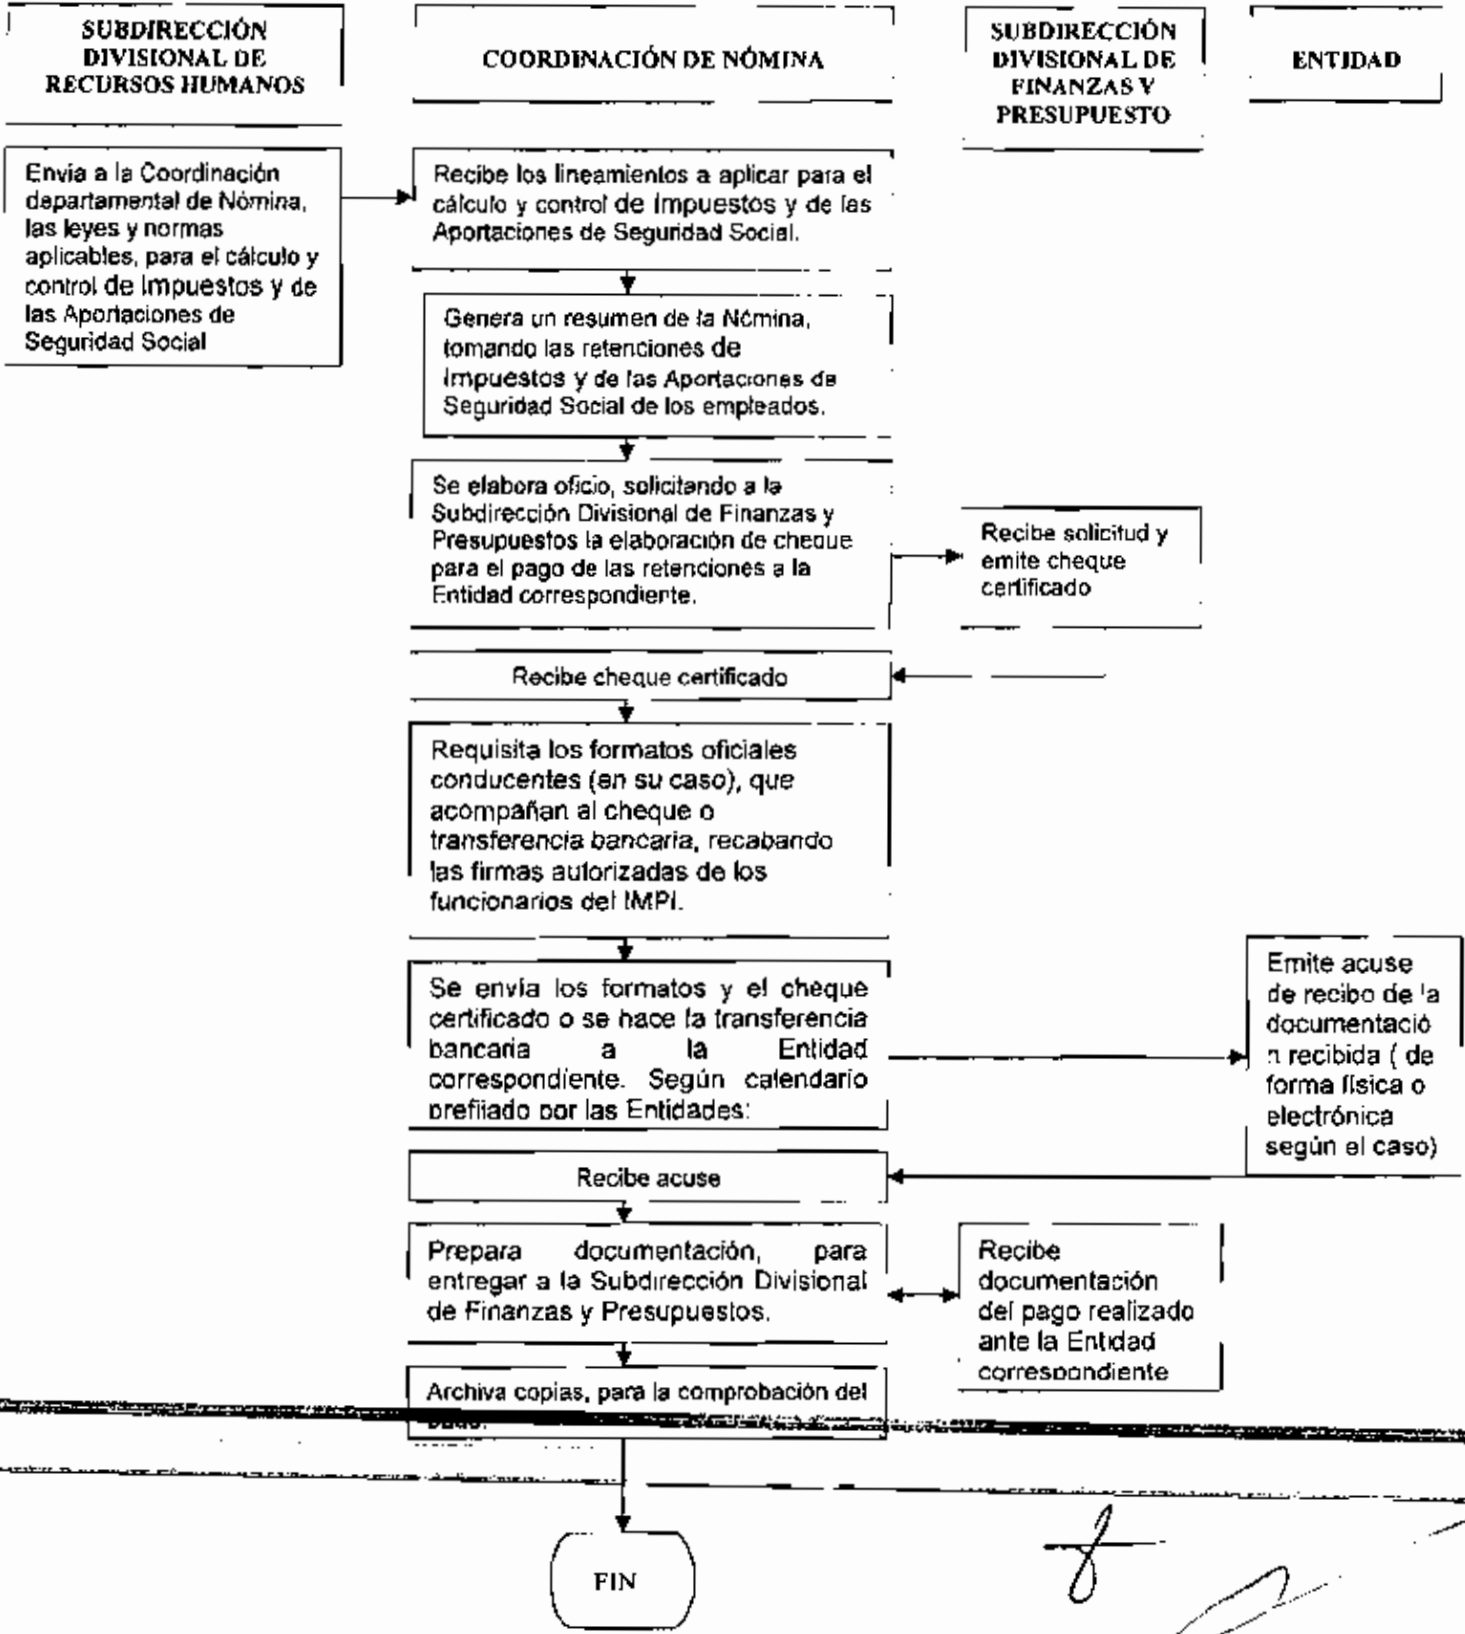 SUBDIRECCIÓN
DIVISIONAL DE
RECURSOS HUMANOS
COORDINACIÓN DE NÓMINA
SUBDIRECCIÓN
DIVISIONAL DE
FINANZAS Y
PRESUPUESTO
ENTIDAD
Envía a la Coordinación
departamental de Nómina,
las leyes y normas
aplicables, para el cálculo y
control de Impuestos y de
las Aportaciones de
Seguridad Social
Recibe los lineamientos a aplicar para el
cálculo y control de Impuestos y de las
Aportaciones de Seguridad Social.
Genera un resumen de la Nómina,
tomando las retenciones de
Impuestos y de las Aportaciones de
Seguridad Social de los empleados.
Se elabora oficio, solicitando a la
Subdirección Divisional de Finanzas y
Presupuestos la elaboración de cheque
para el pago de las retenciones a la
Entidad correspondiente.
Recibe solicitud y
emite cheque
certificado
Recibe cheque certificado
Requisita los formatos oficiales
conducentes (en su caso), que
acompañan al cheque o
transferencia bancaria, recabando
las firmas autorizadas de los
funcionarios del IMPI.
Se envía los formatos y el cheque
certificado o se hace la transferencia
bancaria a la Entidad
correspondiente. Según calendario
prefijado por las Entidades:
Emite acuse
de recibo de la
documentació
n recibida ( de
forma física o
electrónica
según el caso)
Recibe acuse
Prepara documentación, para
entregar a la Subdirección Divisional
de Finanzas y Presupuestos.
Recibe
documentación
del pago realizado
ante la Entidad
correspondiente
Archiva copias, para la comprobación del
FIN